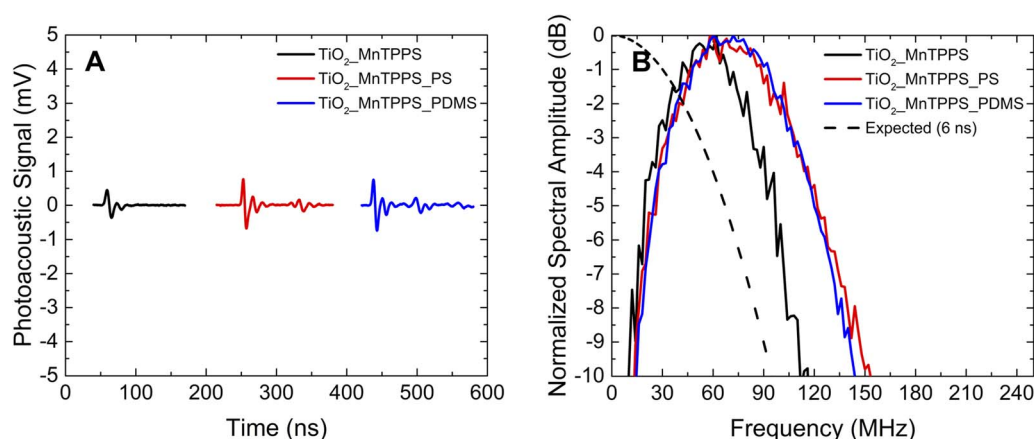 A
TiO2_MnTPPS
TiO2_MnTPPS_PS
TiO2_MnTPPS_PDMS
Photoacoustic Signal (mV)
5
4
3
2
1
0
-1
-2
-3
-4
-5
0 100 200 300 400 500 600
Time (ns)
B
TiO2_MnTPPS
TiO2_MnTPPS_PS
TiO2_MnTPPS_PDMS
Expected (6 ns)
Normalized Spectral Amplitude (dB)
0
-1
-2
-3
-4
-5
-6
-7
-8
-9
-10
0 30 60 90 120 150 180 210 240
Frequency (MHz)